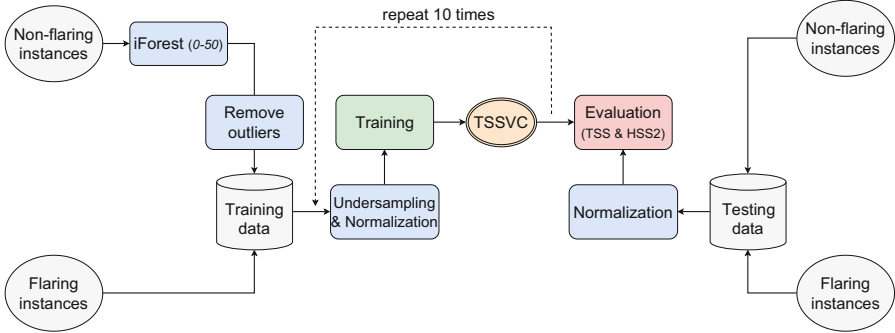 repeat 10 times
Non-flaring
instances
iForest (0-50)
Remove
outliers
Training
data
Flaring
instances
Undersampling
& Normalization
Training
TSSVC
Evaluation
(TSS & HSS2)
Normalization
Testing
data
Non-flaring
instances
Flaring
instances